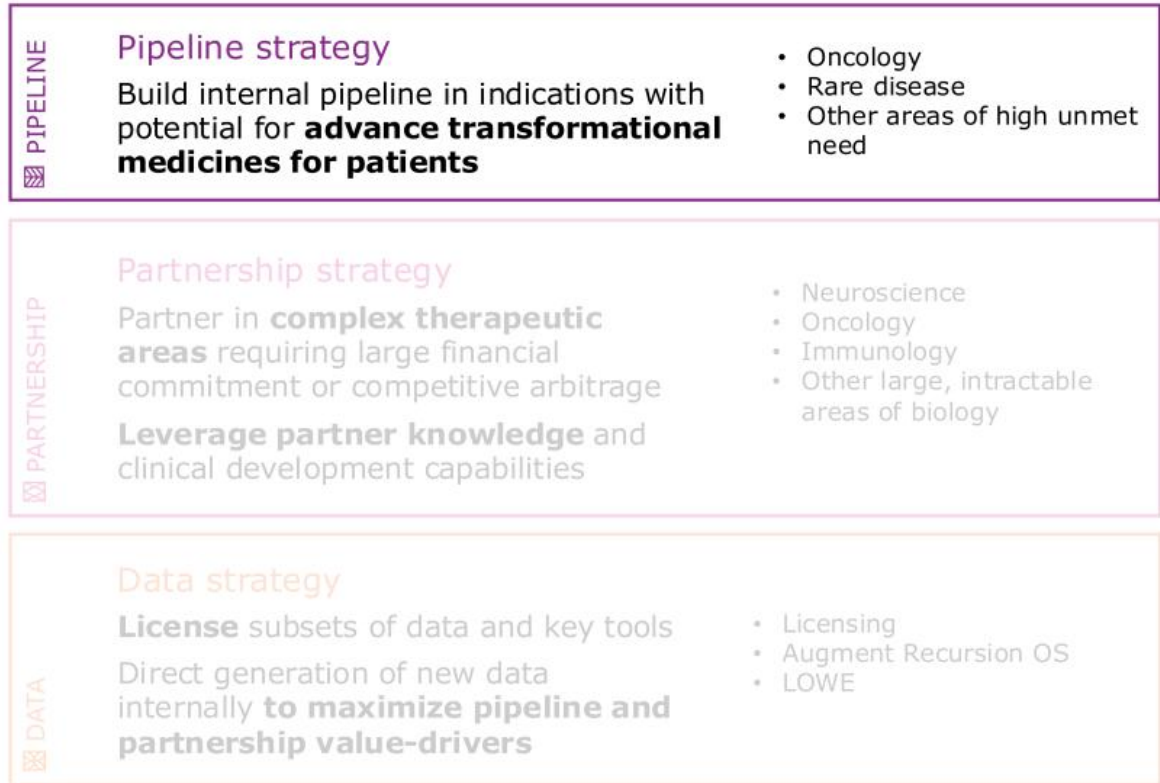 PIPELINE
Pipeline strategy
Build internal pipeline in indications with
potential for advance transformational
medicines for patients
• Oncology
• Rare disease
• Other areas of high unmet
need
PARTNERSHIP
Partnership strategy
Partner in complex therapeutic
areas requiring large financial
commitment or competitive arbitrage
Leverage partner knowledge and
clinical development capabilities
• Neuroscience
• Oncology
• Immunology
• Other large, intractable
areas of biology
DATA
Data strategy
License subsets of data and key tools
Direct generation of new data
internally to maximize pipeline and
partnership value-drivers
• Licensing
• Augment Recursion OS
• LOWE